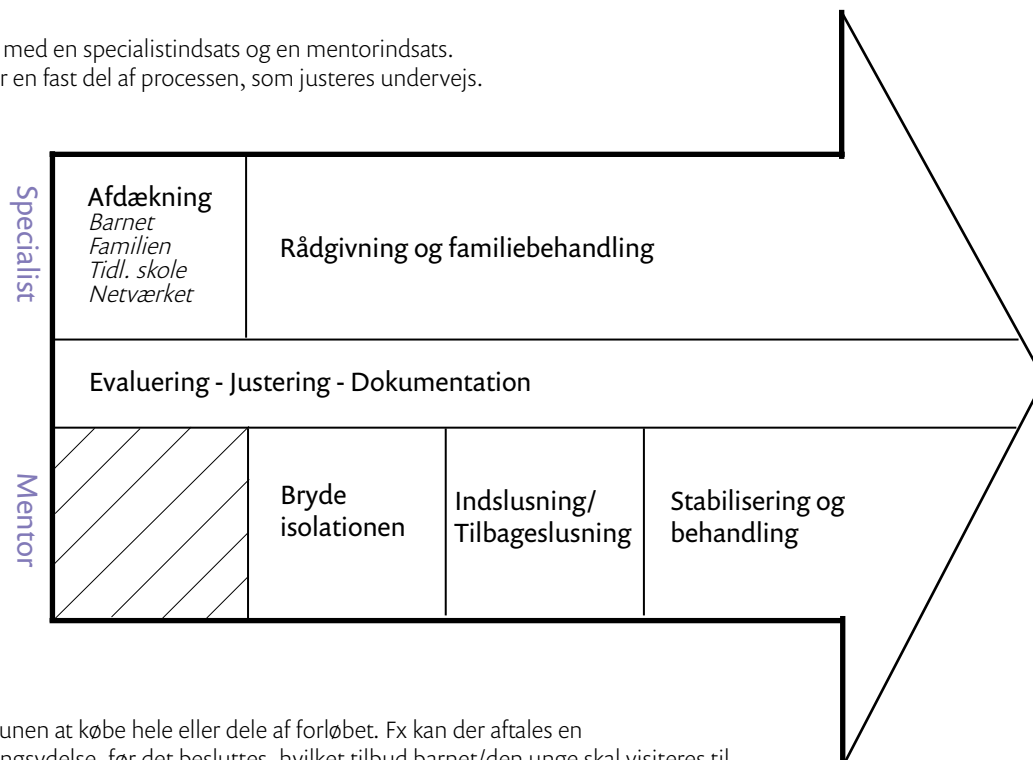 med en specialistindsats og en mentorindsats.
en fast del af processen, som justeres undervejs.
Specialist
Afdækning
Barnet
Familien
Tidl. skole
Netværket
Rådgivning og familiebehandling
Evaluering - Justering - Dokumentation
Mentor
Bryde
isolationen
Indslusning/
Tilbageslusning
Stabilisering og
behandling
at købe hele eller dele af forløbet. Fx kan der aftales en
før det besluttes, hvilket tilbud barnet/den unge skal visiteres til